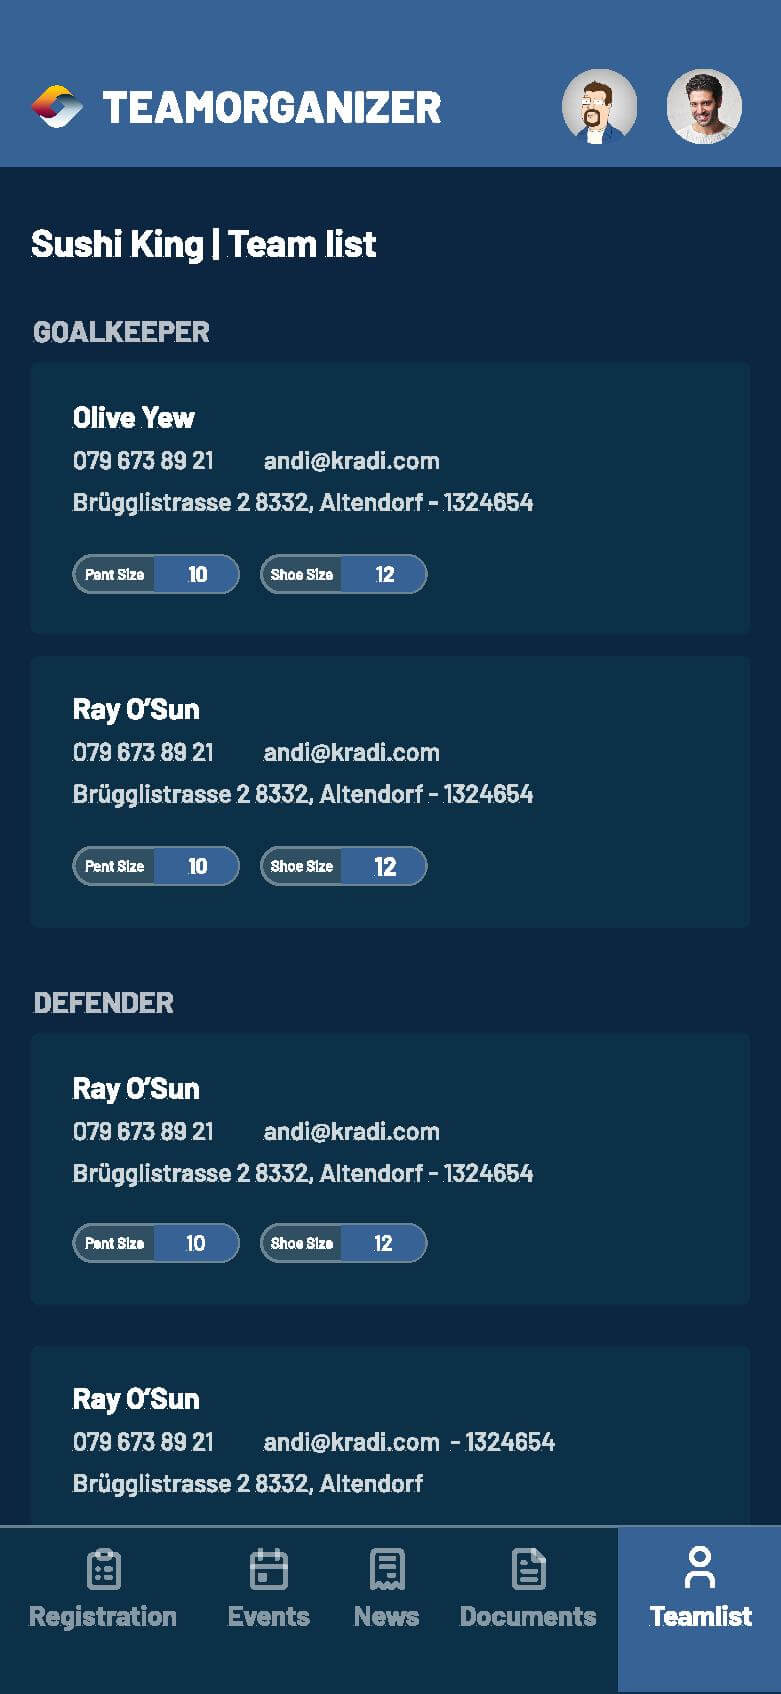 TEAMORGANIZER
Sushi King | Team list
GOALKEEPER
Olive Yew
079 673 89 21 andi@kradi.com
Brügglistrasse 2 8332, Altendorf - 1324654
Pent Size 10 Shoe Size 12
Ray O’Sun
079 673 89 21 andi@kradi.com
Brügglistrasse 2 8332, Altendorf - 1324654
Pent Size 10 Shoe Size 12
DEFENDER
Ray O’Sun
079 673 89 21 andi@kradi.com
Brügglistrasse 2 8332, Altendorf - 1324654
Pent Size 10 Shoe Size 12
Ray O’Sun
079 673 89 21 andi@kradi.com - 1324654
Brügglistrasse 2 8332, Altendorf
Registration Events News Documents Teamlist